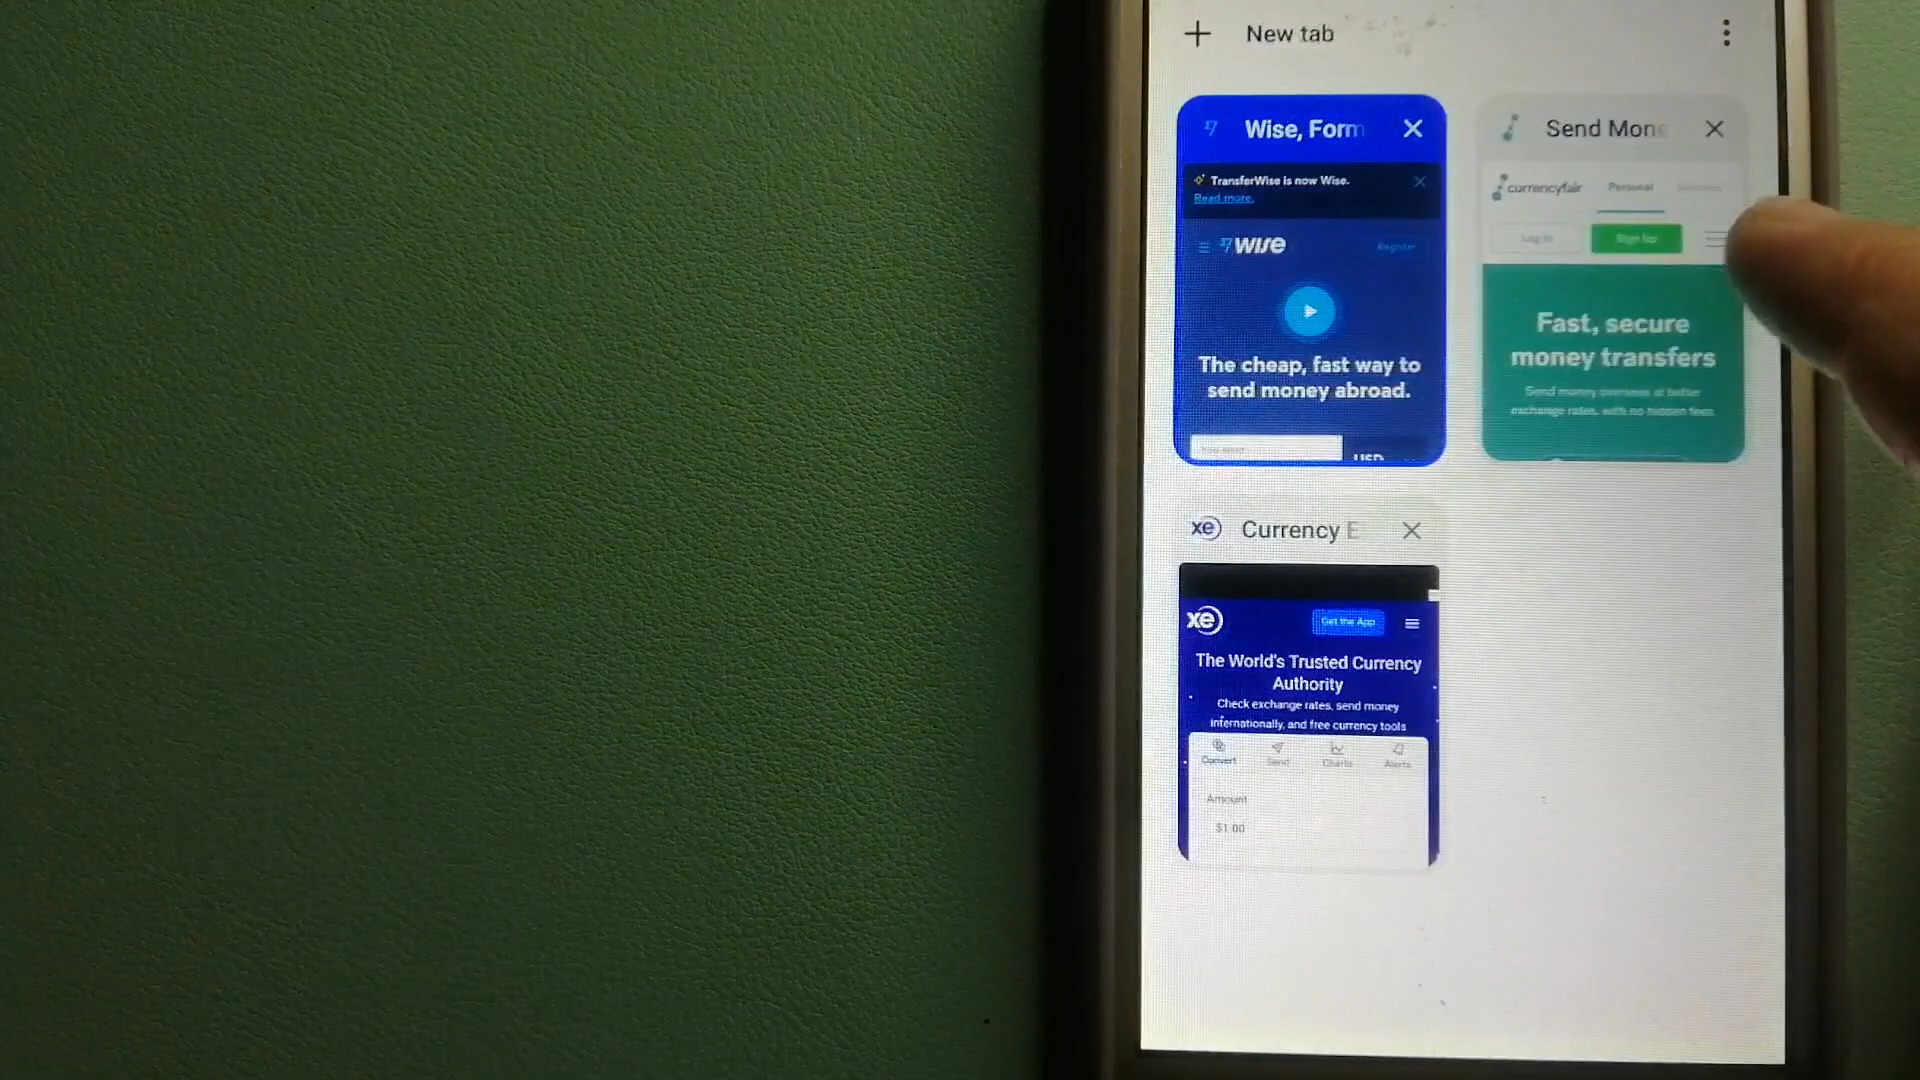 New tab
Wise, Form
TransferWise is now Wise.
Read more.
WISE
Register
The cheap, fast way to
send money abroad.
USD
Send Mone
currencyfair
Personal
Log In
Sign Up
Fast, secure
money transfers
Send money overseas at better
exchange rates, with no hidden fees
xe
Currency E
xe
Get the App
The World's Trusted Currency
Authority
Check exchange rates, send money
internationally, and free currency tools
Convert
Send
Charts
Alerts
Amount
$1.00